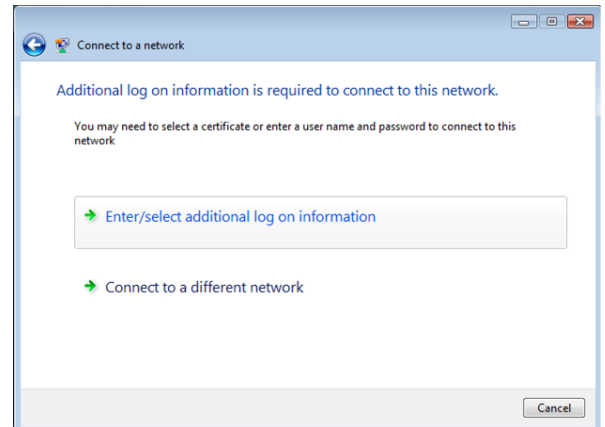 Connect to a network
Additional log on information is required to connect to this network.
You may need to select a certificate or enter a user name and password to connect to this
network
Enter/select additional log on information
Connect to a different network
Cancel